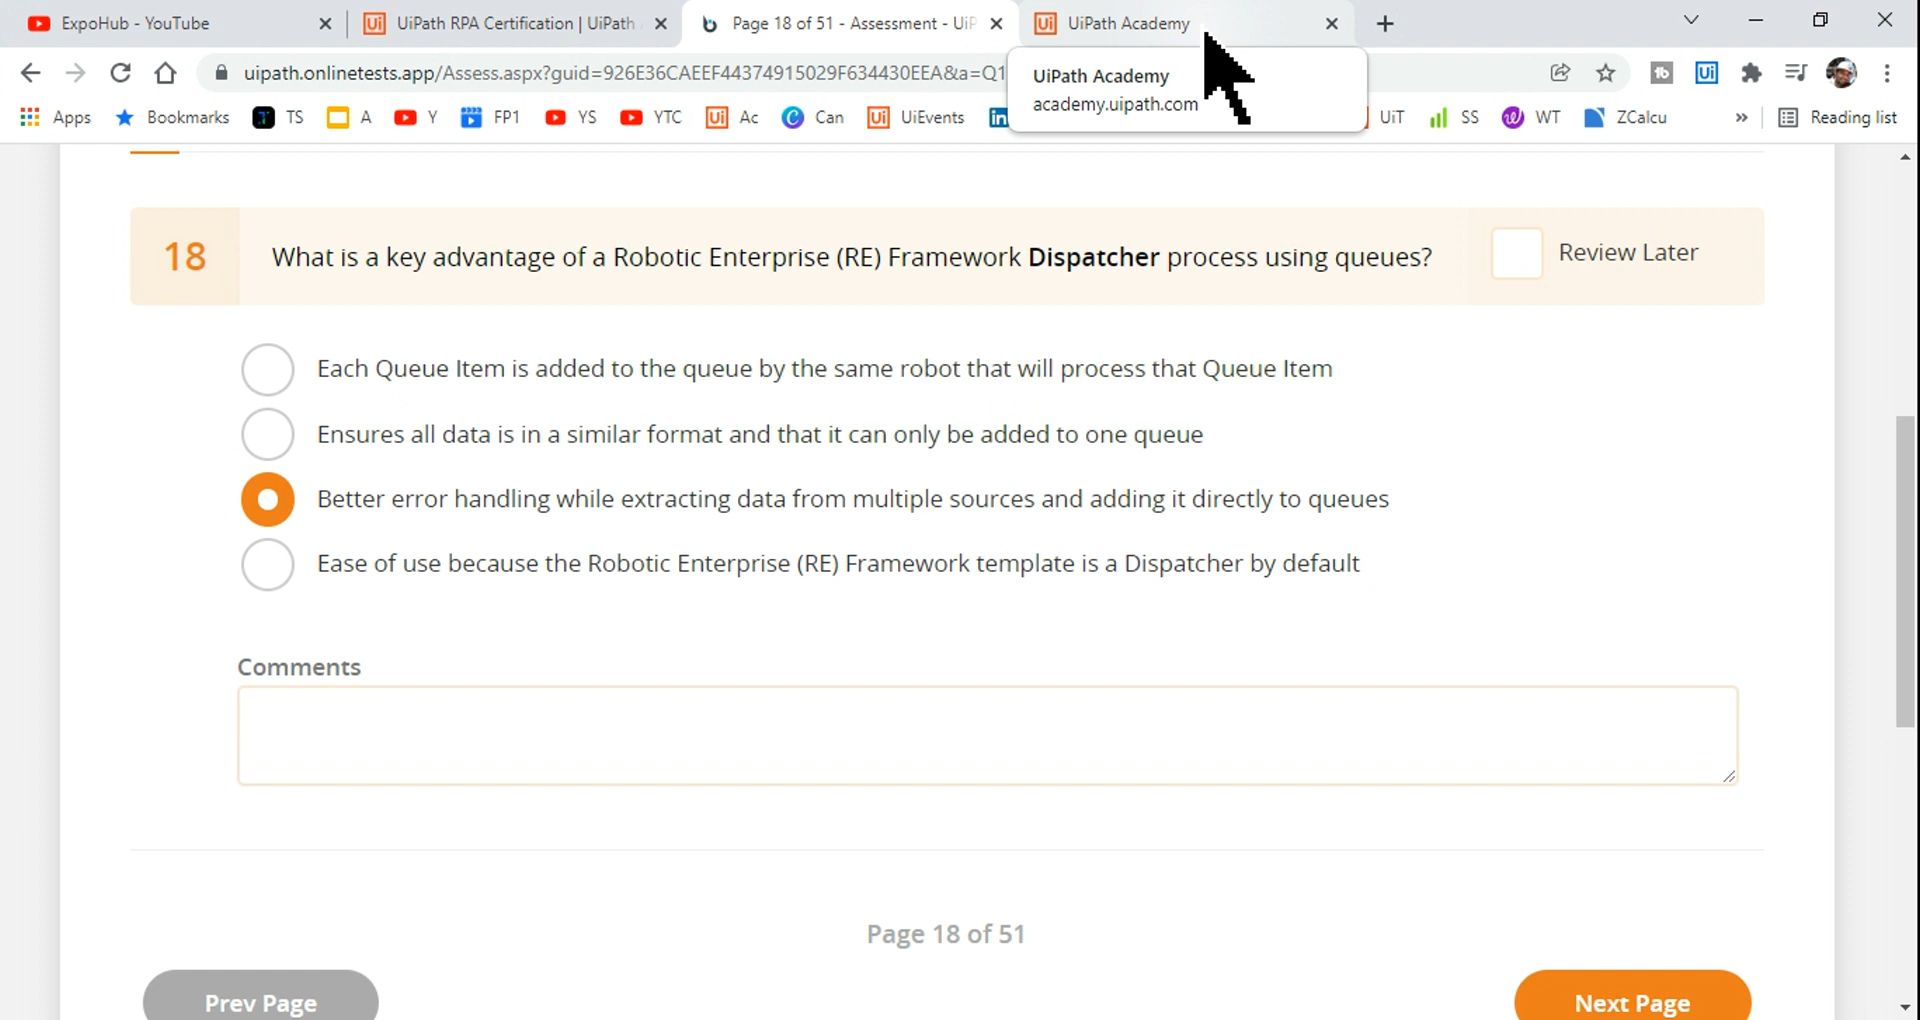 ExpoHub - YouTube
UiPath RPA Certification | UiPath
Page 18 of 51 - Assessment - UiP
UiPath Academy
uipath.onlinetests.app/Assess.aspx?guid=926E36CAEEF44374915029F634430EEA&a=Q1
UiPath Academy
academy.uipath.com
Apps
Bookmarks
TS
A
Y
FP1
YS
YTC
Ac
Can
UiEvents
UiT
SS
WT
ZCalcu
»
Reading list
18
What is a key advantage of a Robotic Enterprise (RE) Framework Dispatcher process using queues?
Review Later
Each Queue Item is added to the queue by the same robot that will process that Queue Item
Ensures all data is in a similar format and that it can only be added to one queue
Better error handling while extracting data from multiple sources and adding it directly to queues
Ease of use because the Robotic Enterprise (RE) Framework template is a Dispatcher by default
Comments
Page 18 of 51
Prev Page
Next Page